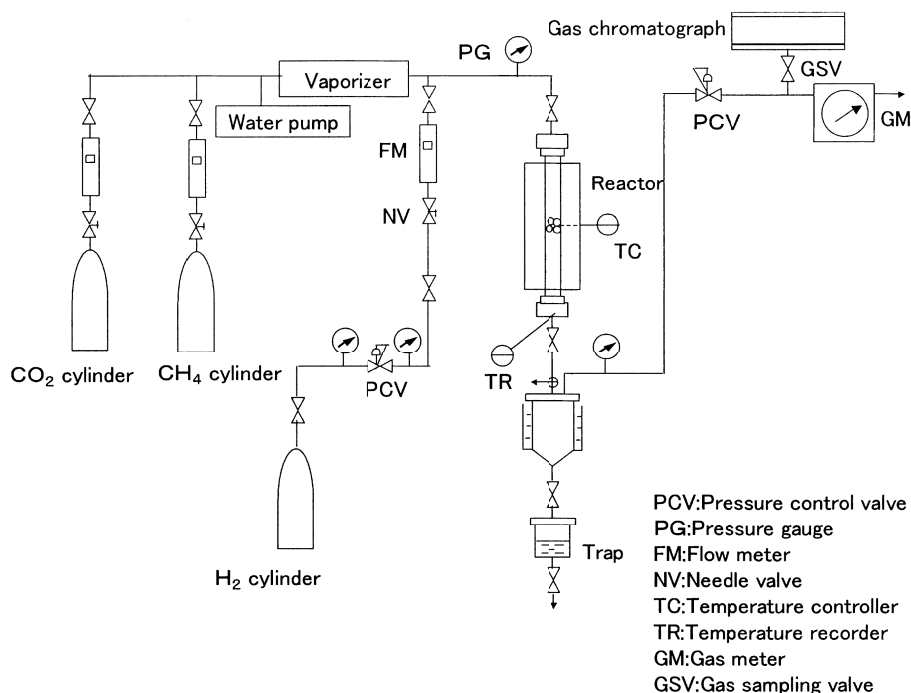 Gas chromatograph
PG
GSV
Vaporizer
PCV
GM
Water pump
FM
Reactor
NV
TC
CO₂ cylinder
CH₄ cylinder
PCV
TR
H₂ cylinder
Trap
PCV:Pressure control valve
PG:Pressure gauge
FM:Flow meter
NV:Needle valve
TC:Temperature controller
TR:Temperature recorder
GM:Gas meter
GSV:Gas sampling valve